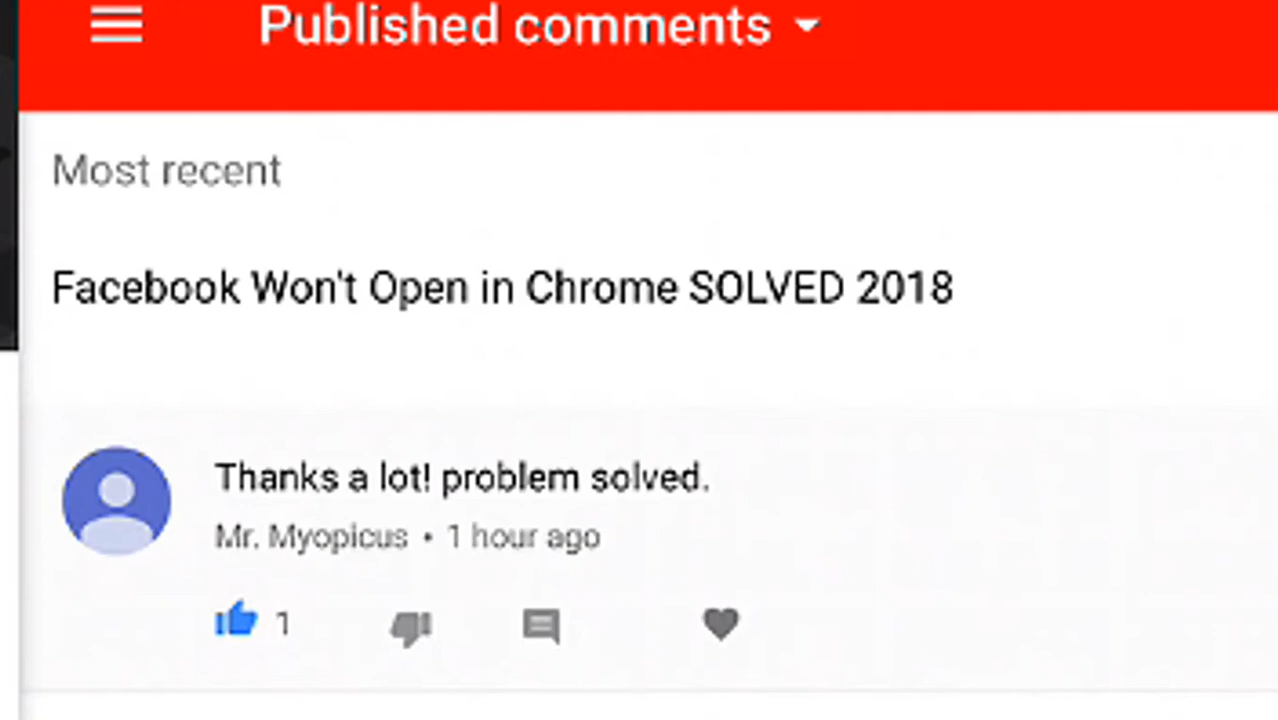 Published comments
Most recent
Facebook Won't Open in Chrome SOLVED 2018
Thanks a lot! problem solved.
Mr. Myopicus • 1 hour ago
1